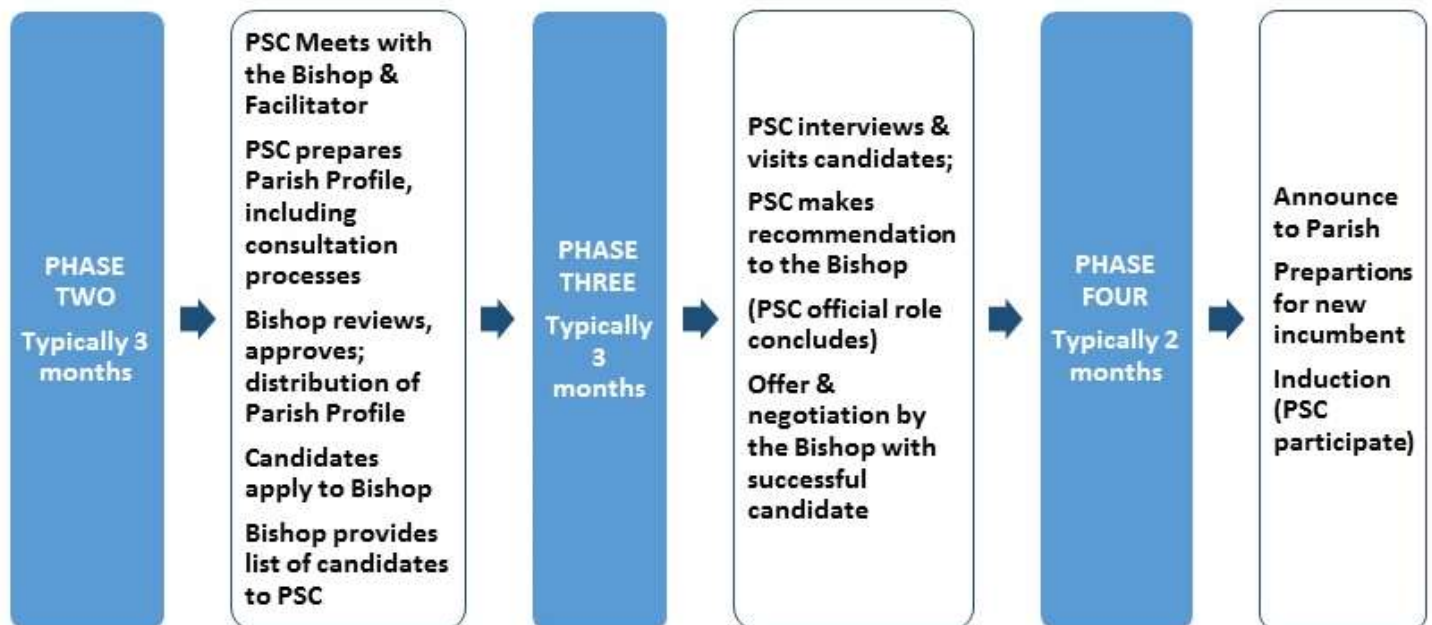 PHASE
TWO
Typically 3
months
PSC Meets with
the Bishop &
Facilitator
PSC prepares
Parish Profile,
including
consultation
processes
Bishop reviews,
approves;
distribution of
Parish Profile
Candidates
apply to Bishop
Bishop provides
list of candidates
to PSC
PHASE
THREE
Typically
3
months
PSC interviews &
visits candidates;
PSC makes
recommendation
to the Bishop
(PSC official role
concludes)
Offer &
negotiation by
the Bishop with
successful
candidate
PHASE
FOUR
Typically 2
months
Announce
to Parish
Prepartions
for new
incumbent
Induction
(PSC
participate)